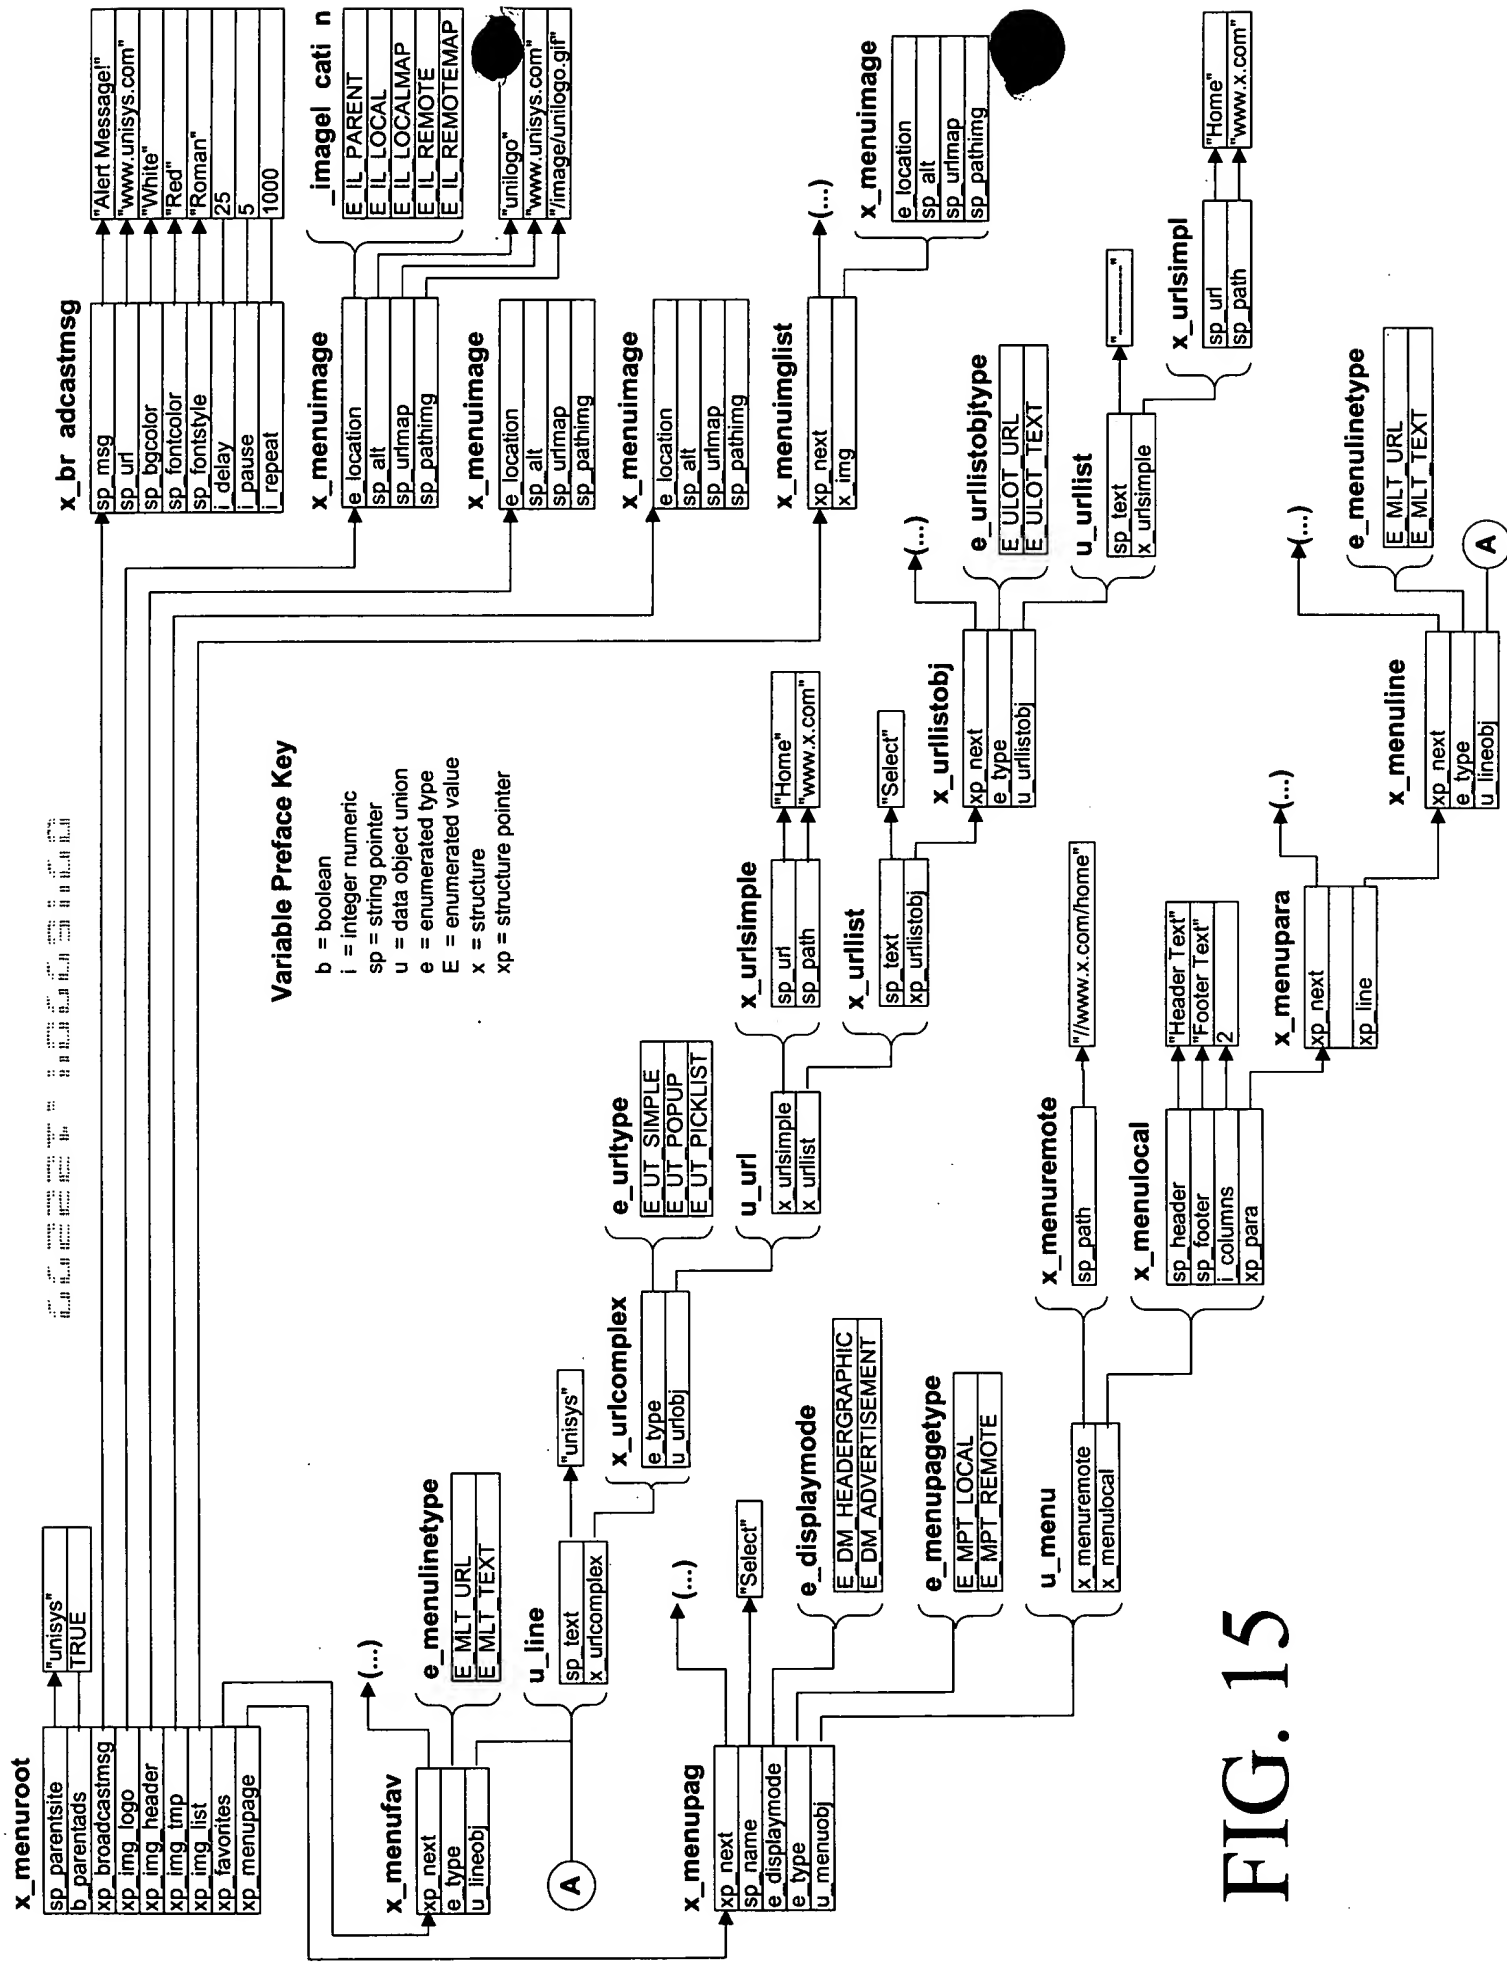 x_menuroot
sp_parentsite
b_parentads
xp_broadcastmsg
xp_img_logo
xp_img_header
xp_img_tmp
xp_img_list
xp_favorites
xp_menupage
"unisys"
TRUE
x_br adcastmsg
sp_msg
sp_url
sp_bgcolor
sp_fontcolor
sp_fontstyle
i_delay
i_pause
i_repeat
"Alert Message!"
"www.unisys.com"
"White"
"Red"
"Roman"
25
5
1000
Variable Preface Key
b = boolean
i = integer numeric
sp = string pointer
u = data object union
e = enumerated type
E = enumerated value
x = structure
xp = structure pointer
x_menuimage
e_location
sp_alt
sp_urlmap
sp_pathimg
_imagel cati n
E_IL_PARENT
E_IL_LOCAL
E_IL_LOCALMAP
E_IL_REMOTE
E_IL_REMOTEMAP
"unilogo"
"www.unisys.com"
"/image/unilogo.gif"
x_menuimage
e_location
sp_alt
sp_urlmap
sp_pathimg
x_menuimage
e_location
sp_alt
sp_urlmap
sp_pathimg
x_menuimglist
xp_next
x_img
(...)
x_menuimage
e_location
sp_alt
sp_urlmap
sp_pathimg
x_menufav
xp_next
e_type
u_lineobj
(...)
e_menulinetype
E_MLT_URL
E_MLT_TEXT
u_line
sp_text
x_urlcomplex
"unisys"
A
x_urlcomplex
e_type
u_urlobj
e_urltype
E_UT_SIMPLE
E_UT_POPUP
E_UT_PICKLIST
u_url
x_urlsimple
x_urllist
x_urlsimple
sp_url
sp_path
"Home"
"www.x.com"
x_urllist
sp_text
xp_urllistobj
"Select"
x_urllistobj
xp_next
e_type
u_urllistobj
(...)
e_urllistobjtype
E_ULOT_URL
E_ULOT_TEXT
u_urllist
sp_text
x_urlsimple
"----------"
x_urlsimpl
sp_url
sp_path
"Home"
"www.x.com"
x_menupag
xp_next
sp_name
e_displaymode
e_type
u_menuobj
(...)
"Select"
e_displaymode
E_DM_HEADERGRAPHIC
E_DM_ADVERTISEMENT
e_menupagetype
E_MPT_LOCAL
E_MPT_REMOTE
u_menu
x_menuremote
x_menulocal
x_menuremote
sp_path
"//www.x.com/home"
x_menulocal
sp_header
sp_footer
i_columns
xp_para
"Header Text"
"Footer Text"
2
x_menupara
xp_next
xp_line
(...)
x_menuline
xp_next
e_type
u_lineobj
(...)
e_menulinetype
E_MLT_URL
E_MLT_TEXT
A
FIG. 15